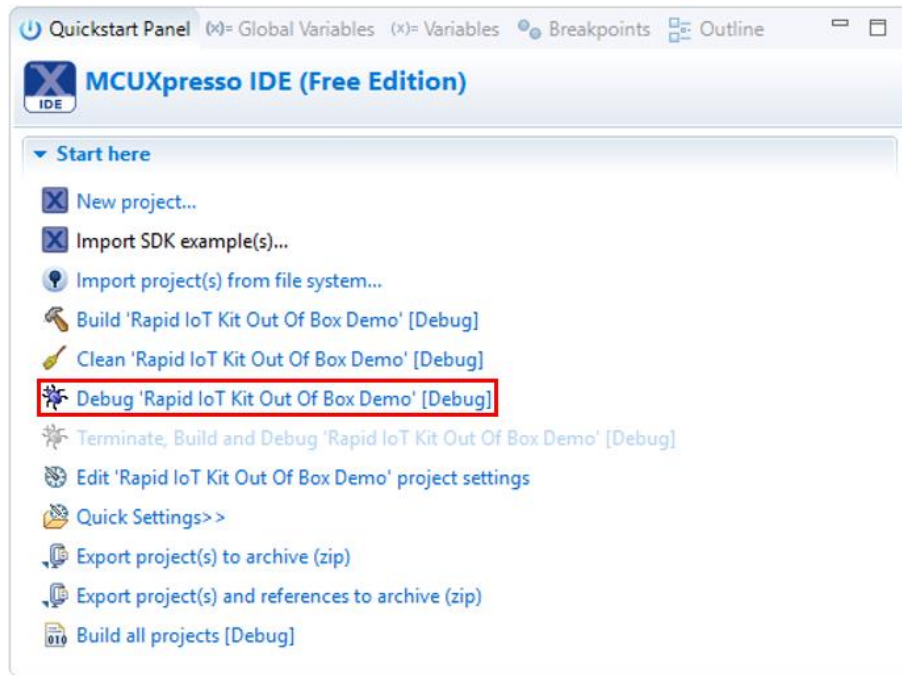 Quickstart Panel (x)= Global Variables (x)= Variables Breakpoints Outline
IDE MCUXpresso IDE (Free Edition)
Start here
New project...
Import SDK example(s)...
Import project(s) from file system...
Build 'Rapid IoT Kit Out Of Box Demo' [Debug]
Clean 'Rapid IoT Kit Out Of Box Demo' [Debug]
Debug 'Rapid IoT Kit Out Of Box Demo' [Debug]
Terminate, Build and Debug 'Rapid IoT Kit Out Of Box Demo' [Debug]
Edit 'Rapid IoT Kit Out Of Box Demo' project settings
Quick Settings>>
Export project(s) to archive (zip)
Export project(s) and references to archive (zip)
010 Build all projects [Debug]